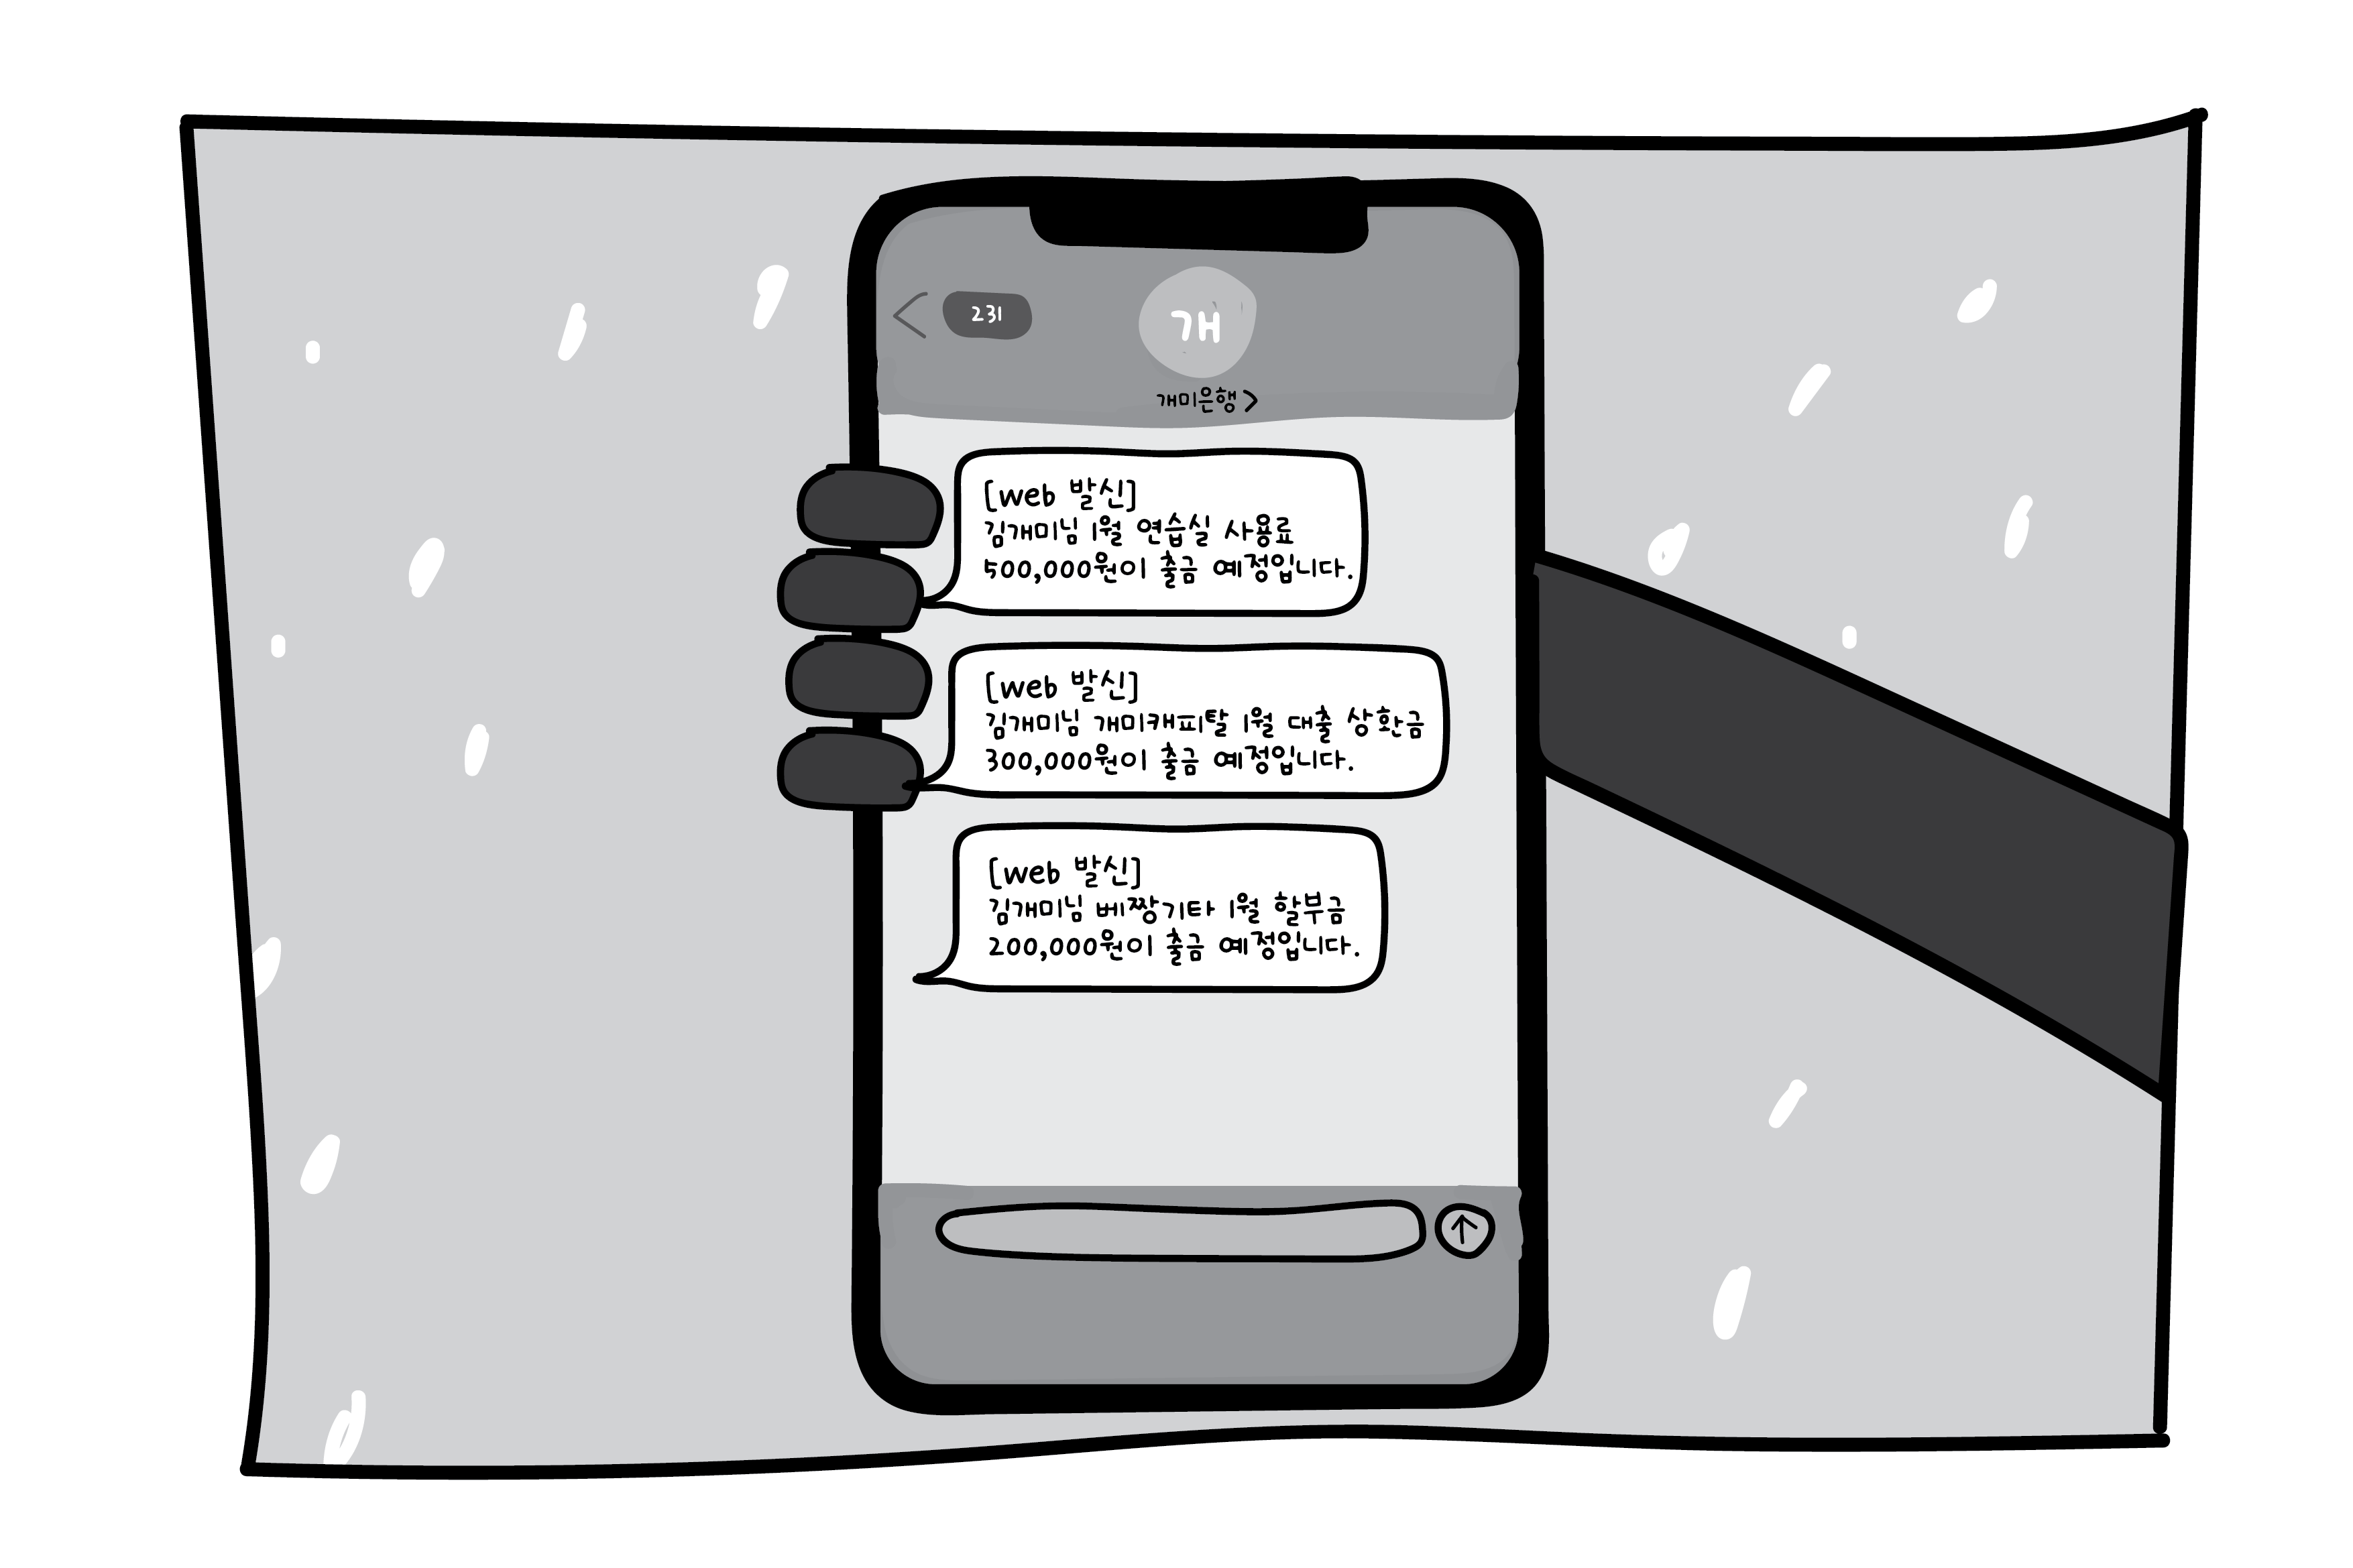 231
개
개미은행 >
[web 발신]
김개미님 1월 연습실 사용료
500,000원이 출금 예정입니다.
[web 발신]
김개미님 개미캐피탈 1월 대출 상환금
300,000원이 출금 예정입니다.
[web 발신]
김개미님 베짱기타 1월 할부금
200,000원이 출금 예정입니다.